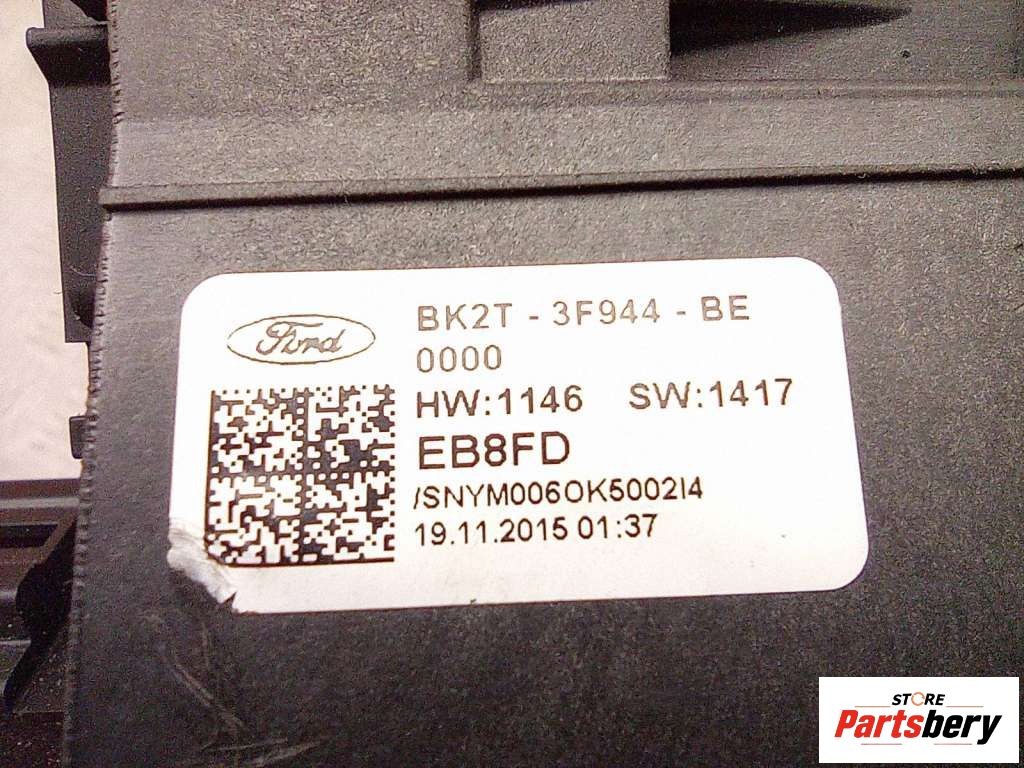 Ford
BK2T - 3F944 - BE
0000
HW:1146 SW:1417
EB8FD
/SNYM006OK5002I4
19.11.2015 01:37
STORE
Partsbery